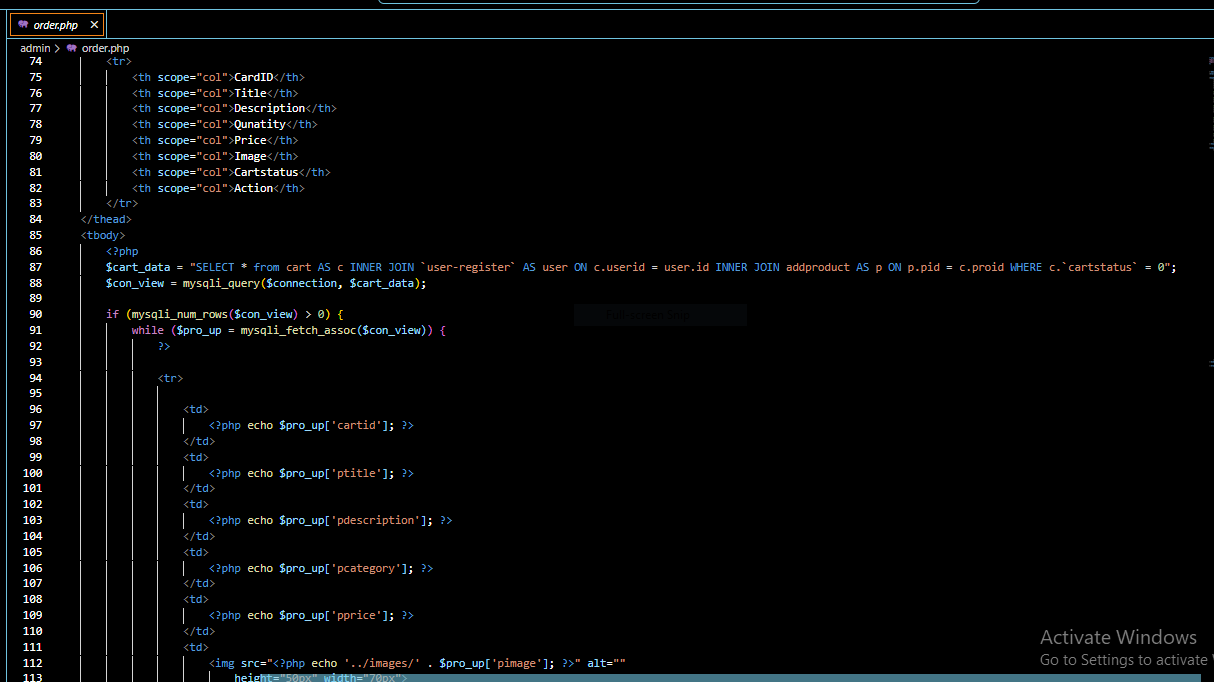 order.php ×
admin > order.php
74 <tr>
75 <th scope="col">CardID</th>
76 <th scope="col">Title</th>
77 <th scope="col">Description</th>
78 <th scope="col">Qunatity</th>
79 <th scope="col">Price</th>
80 <th scope="col">Image</th>
81 <th scope="col">Cartstatus</th>
82 <th scope="col">Action</th>
83 </tr>
84 </thead>
85 <tbody>
86 <?php
87 $cart_data = "SELECT * from cart AS c INNER JOIN `user-register` AS user ON c.userid = user.id INNER JOIN addproduct AS p ON p.pid = c.proid WHERE c.`cartstatus` = 0";
88 $con_view = mysqli_query($connection, $cart_data);
89
90 if (mysqli_num_rows($con_view) > 0) {
91 while ($pro_up = mysqli_fetch_assoc($con_view)) {
Full-screen Snip
92 ?>
93
94 <tr>
95
96 <td>
97 <?php echo $pro_up['cartid']; ?>
98 </td>
99 <td>
100 <?php echo $pro_up['ptitle']; ?>
101 </td>
102 <td>
103 <?php echo $pro_up['pdescription']; ?>
104 </td>
105 <td>
106 <?php echo $pro_up['pcategory']; ?>
107 </td>
108 <td>
109 <?php echo $pro_up['pprice']; ?>
110 </td>
111 <td>
112 <img src="<?php echo '../images/' . $pro_up['pimage']; ?>" alt=""
113 height="50px" width="70px">
Activate Windows
Go to Settings to activate